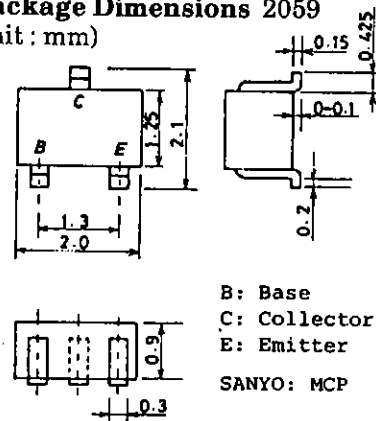 ackage Dimensions 2059
nit : mm)
C
B
E
1.25
2.1
1.3
2.0
0.15
0.425
0-0.1
0.2
0.9
0.3
B: Base
C: Collector
E: Emitter
SANYO: MCP